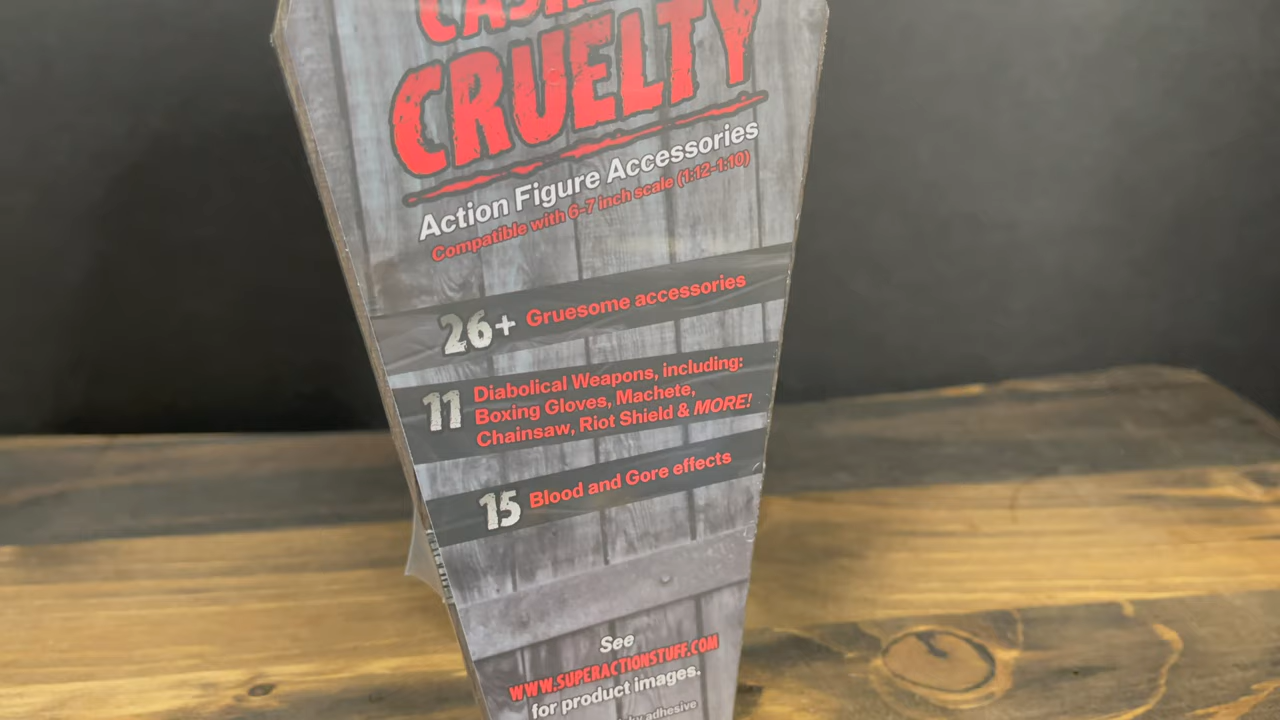 CRUELTY
Action Figure Accessories
Compatible with 6-7 inch scale (1:12-1:10)
26+ Gruesome accessories
11 Diabolical Weapons, including:
Boxing Gloves, Machete,
Chainsaw, Riot Shield & MORE!
15 Blood and Gore effects
See
WWW.SUPERACTIONSTUFF.COM
for product images.
adhesive